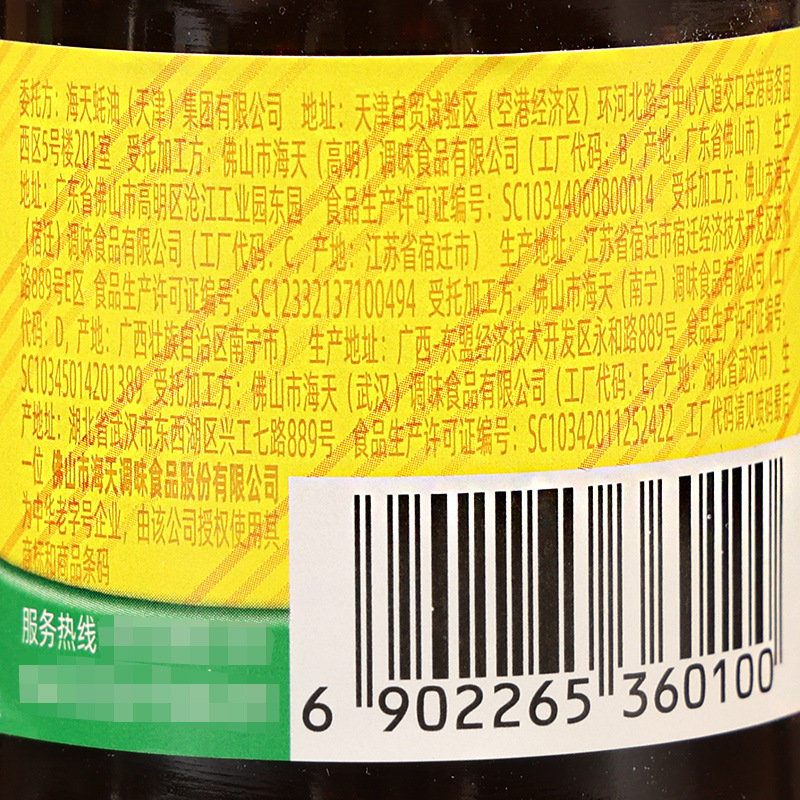 委托方：海天蚝油（天津）集团有限公司 地址：天津自贸试验区（空港经济区）环河北路与中心大道交口空港商务园
西区5号楼201室 受托加工方：佛山市海天（高明）调味食品有限公司（工厂代码：B，产地：广东省佛山市） 生产
地址：广东省佛山市高明区沧江工业园东园 食品生产许可证编号：SC10344060800014 受托加工方：佛山市海天
（宿迁）调味食品有限公司（工厂代码：C，产地：江苏省宿迁市） 生产地址：江苏省宿迁市宿迁经济技术开发区苏
路889号E区 食品生产许可证编号：SC12332137100494 受托加工方：佛山市海天（南宁）调味食品有限公司（工厂
代码：D，产地：广西壮族自治区南宁市） 生产地址：广西-东盟经济技术开发区永和路889号 食品生产许可证编号：
SC10345014201389 受托加工方：佛山市海天（武汉）调味食品有限公司（工厂代码：E，产地：湖北省武汉市） 生
产地址：湖北省武汉市东西湖区兴工七路889号 食品生产许可证编号：SC10342011252422 工厂代码请见喷码最后
一位 佛山市海天调味食品股份有限公司
为中华老字号企业，由该公司授权使用其
商标和商品条码
服务热线
6 902265 360100